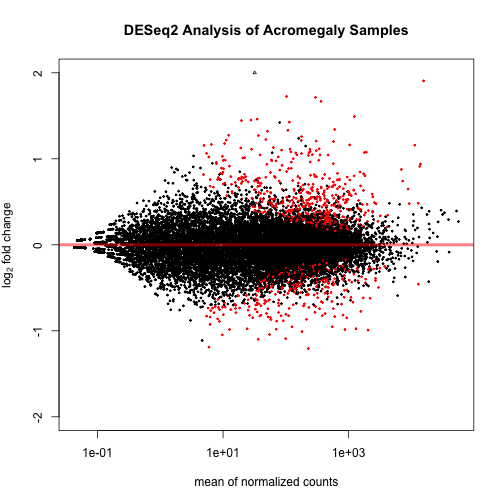 DESeq2 Analysis of Acromegaly Samples
2
1
0
-1
-2
log2 fold change
1e-01 1e+01 1e+03
mean of normalized counts